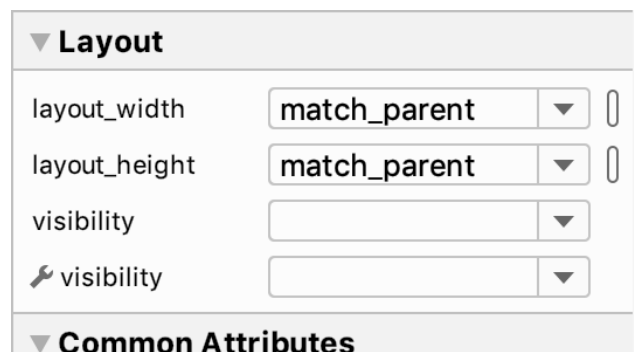 Layout
layout_width match_parent
layout_height match_parent
visibility
visibility
Common Attributes